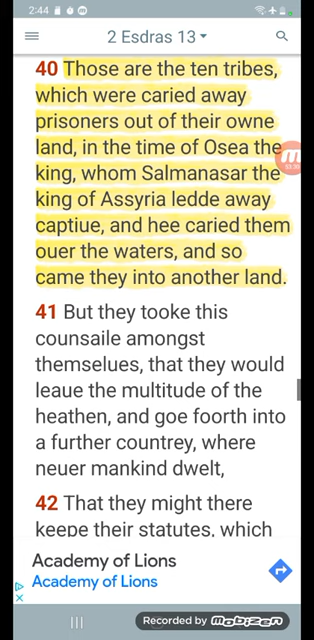 2:44
2 Esdras 13
40 Those are the ten tribes,
which were caried away
prisoners out of their owne
land, in the time of Osea the
king, whom Salmanasar the
king of Assyria ledde away
captiue, and hee caried them
ouer the waters, and so
came they into another land.
41 But they tooke this
counsaile amongst
themselues, that they would
leaue the multitude of the
heathen, and goe foorth into
a further countrey, where
neuer mankind dwelt,
42 That they might there
keepe their statutes, which
Academy of Lions
Academy of Lions
Recorded by mobizen